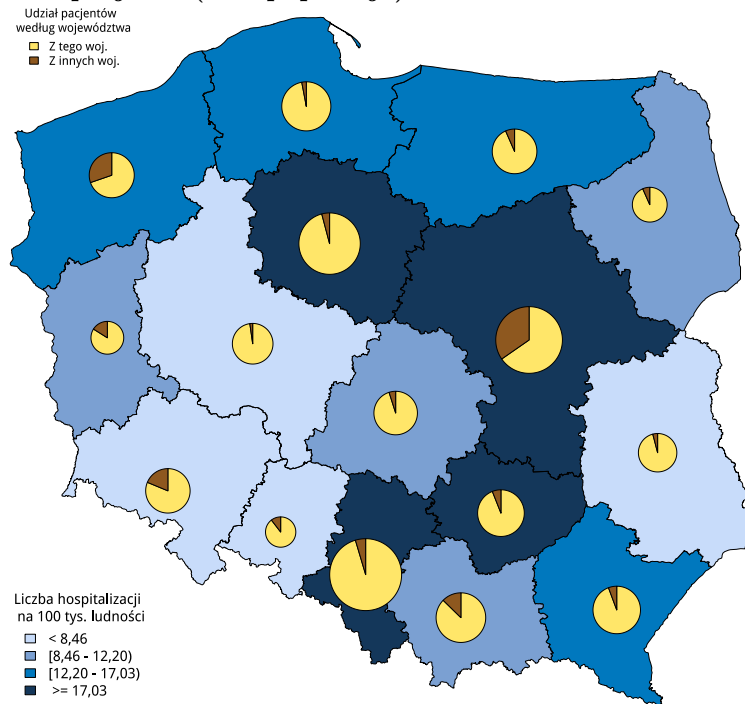 Udział pacjentów
według województwa
Z tego woj.
Z innych woj.
Liczba hospitalizacji
na 100 tys. ludności
< 8,46
[8,46 - 12,20)
[12,20 - 17,03)
>= 17,03